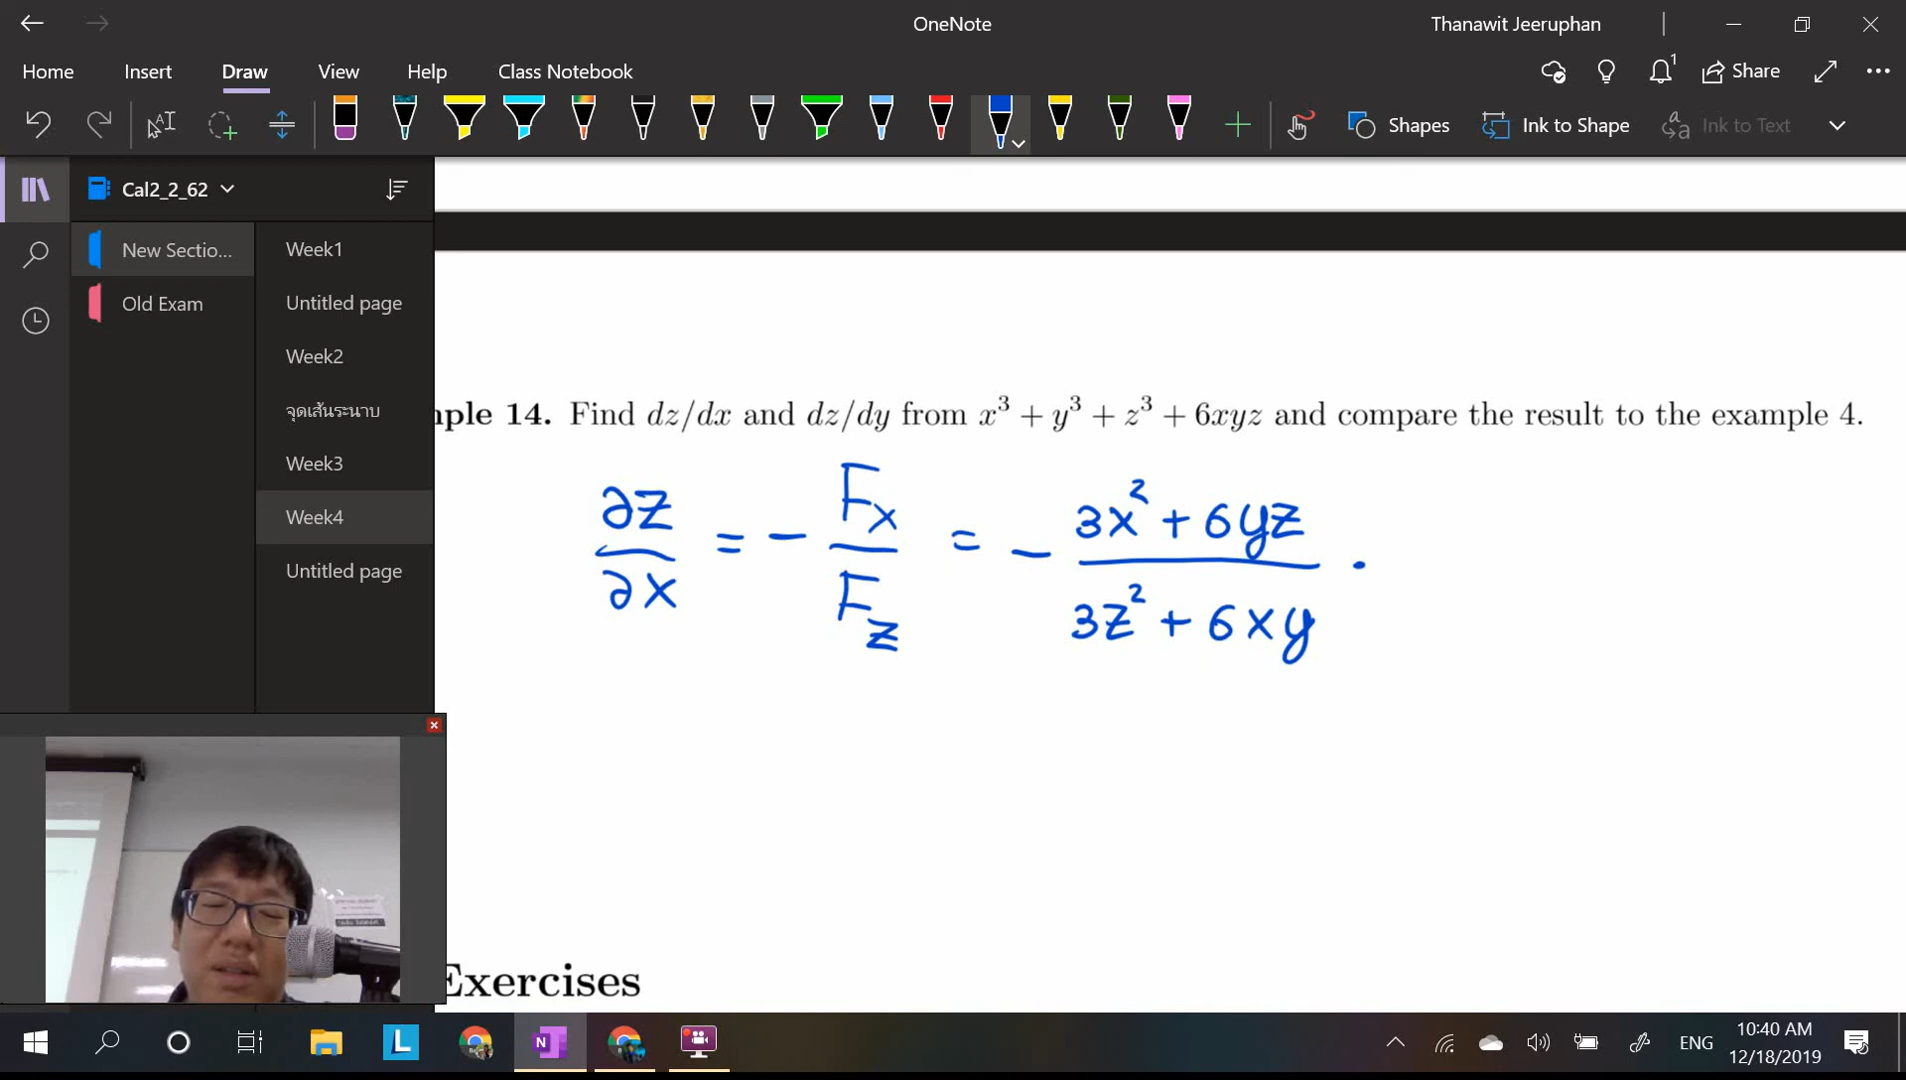 OneNote
Thanawit Jeeruphan
Home Insert Draw View Help Class Notebook
1
Share
Shapes Ink to Shape Ink to Text
Cal2_2_62
New Sectio...
Old Exam
Week1
Untitled page
Week2
จุดเส้นระนาบ
Week3
Week4
Untitled page
mple 14. Find dz/dx and dz/dy from x³ + y³ + z³ + 6xyz and compare the result to the example 4.
∂z/∂x = − F_x/F_z = − (3x² + 6yz)/(3z² + 6xy) .
Exercises
L
N
ENG
10:40 AM
12/18/2019